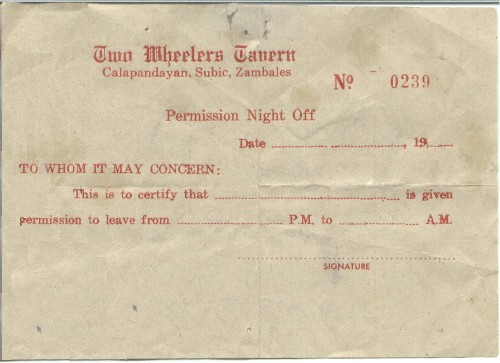 Two Wheelers Tavern
Calapandayan, Subic, Zambales
Nº 0239
Permission Night Off
Date ................................, 19........
TO WHOM IT MAY CONCERN:
This is to certify that ............................................ is given
permission to leave from .......................... P.M. to ................... A.M.
SIGNATURE